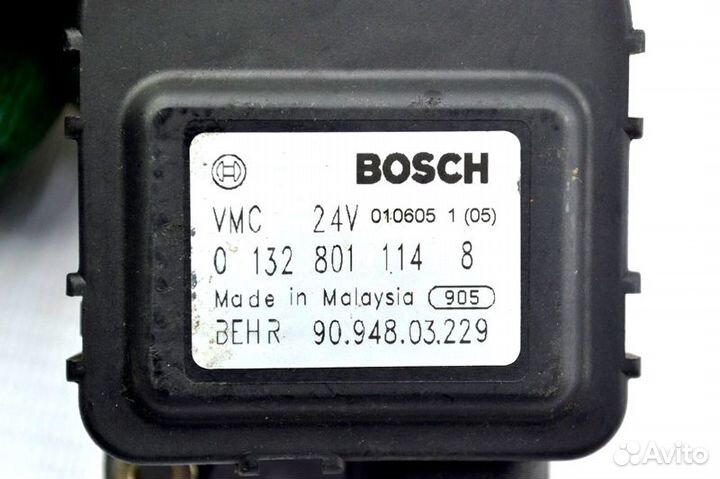 BOSCH
VMC 24V 010605 1 (05)
0 132 801 114 8
Made in Malaysia 905
BEHR 90.948.03.229
Avito